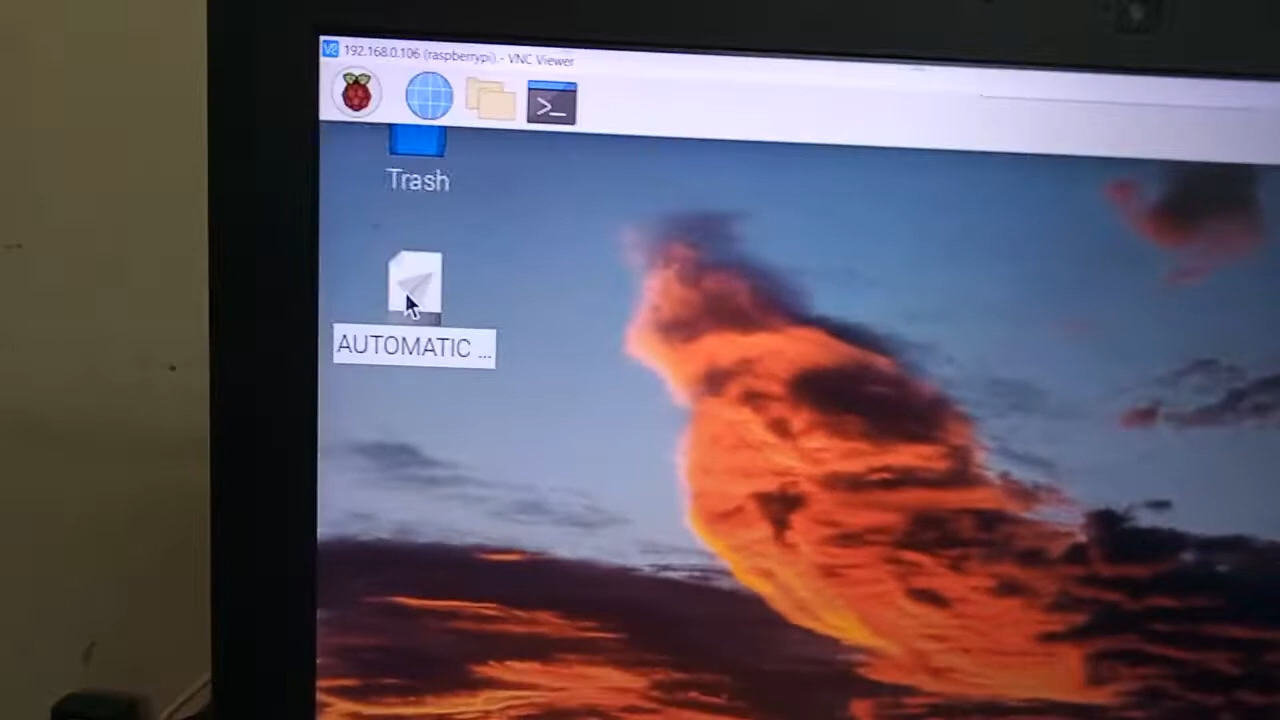 192.168.0.106 (raspberrypi) - VNC Viewer
>_
Trash
AUTOMATIC ...